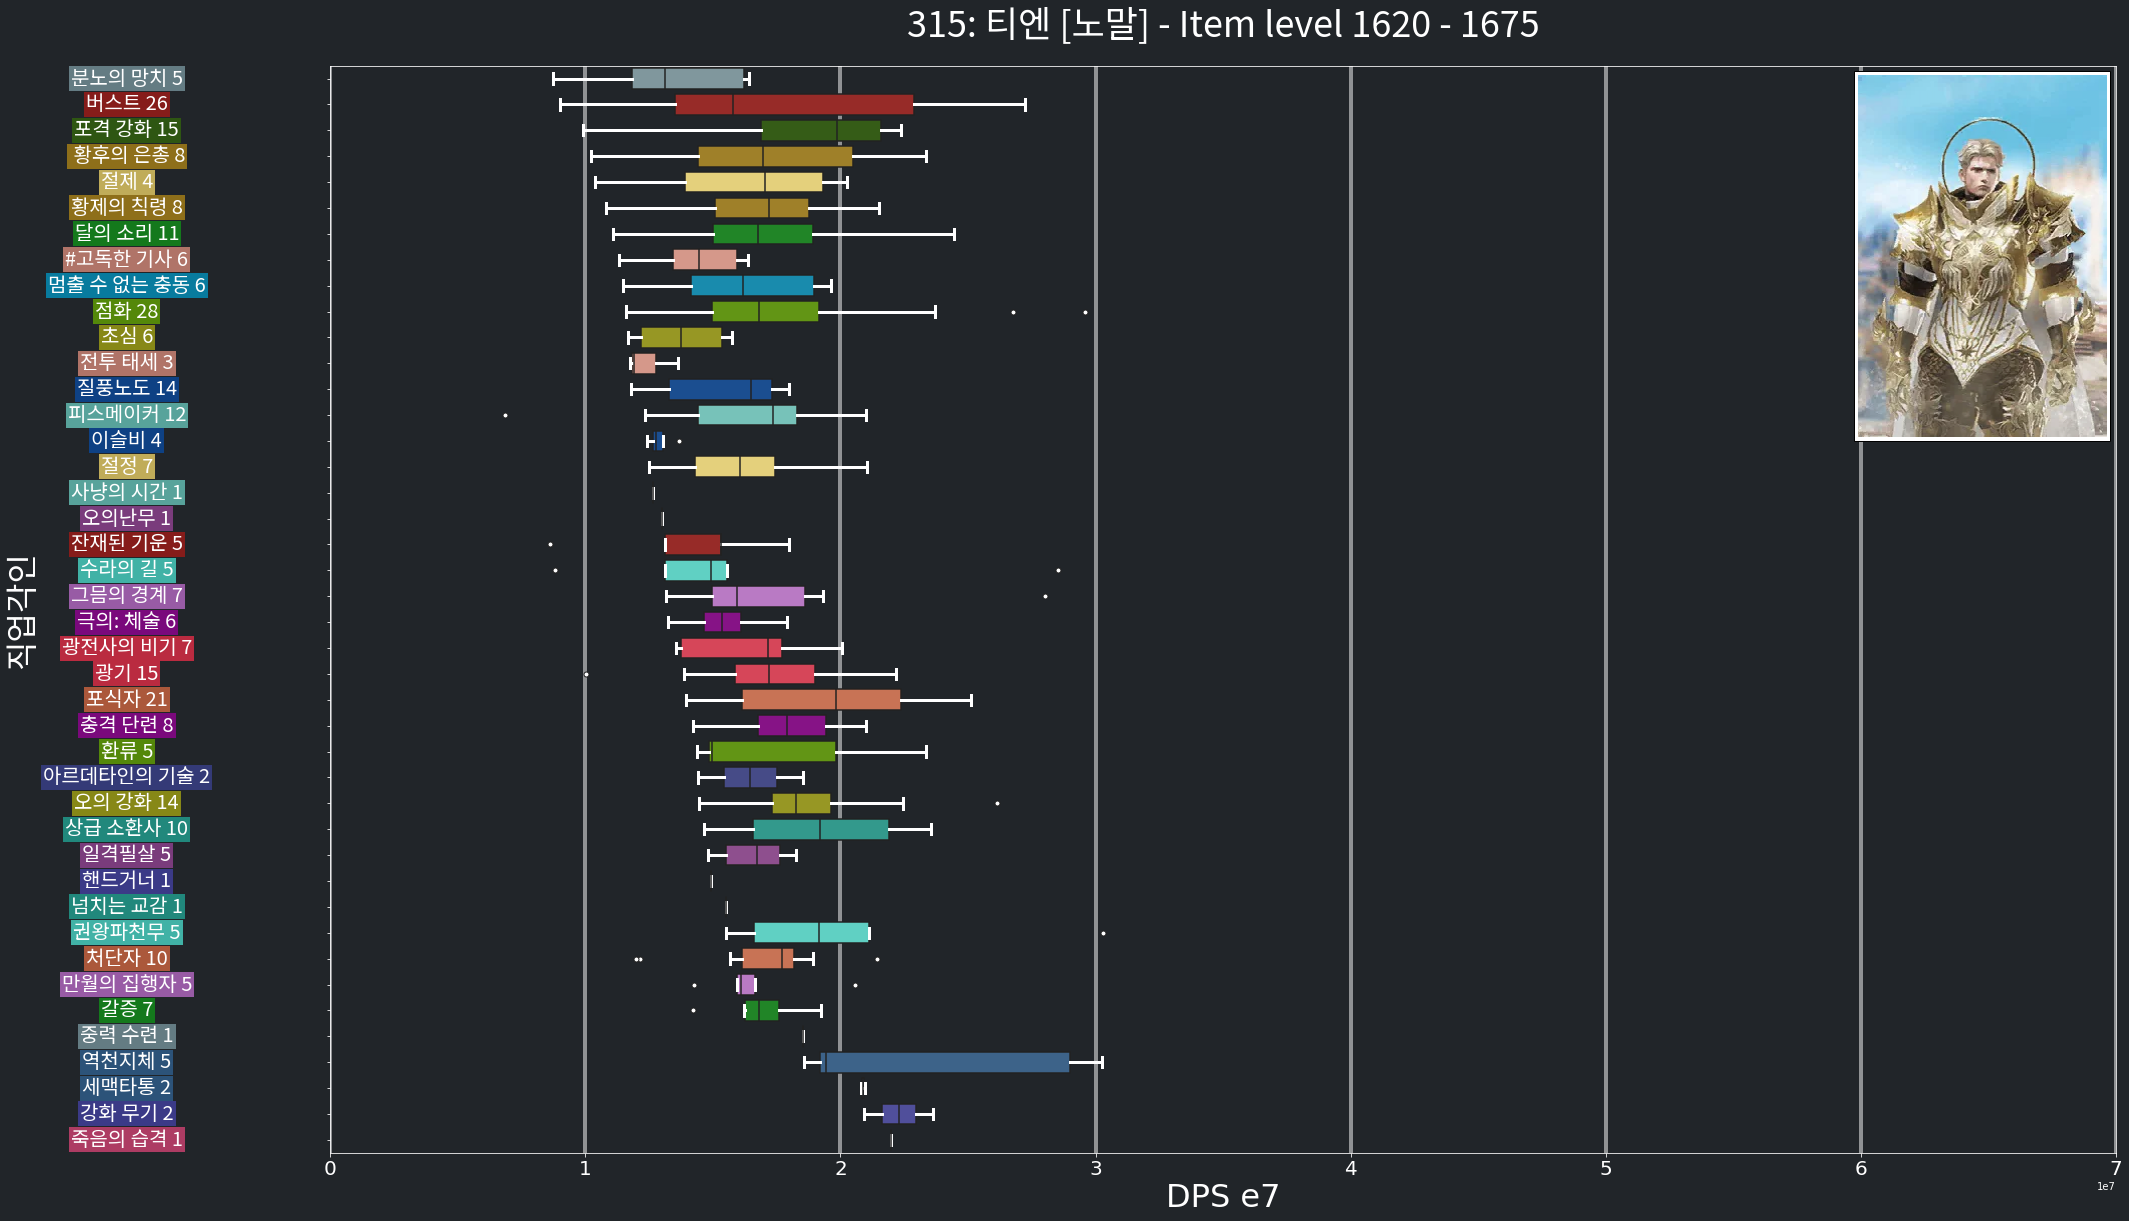 315: 티엔 [노말] - Item level 1620 - 1675
직업각인
분노의 망치 5
버스트 26
포격 강화 15
황후의 은총 8
절제 4
황제의 칙령 8
달의 소리 11
#고독한 기사 6
멈출 수 없는 충동 6
점화 28
초심 6
전투 태세 3
질풍노도 14
피스메이커 12
이슬비 4
절정 7
사냥의 시간 1
오의난무 1
잔재된 기운 5
수라의 길 5
그믐의 경계 7
극의: 체술 6
광전사의 비기 7
광기 15
포식자 21
충격 단련 8
환류 5
아르데타인의 기술 2
오의 강화 14
상급 소환사 10
일격필살 5
핸드거너 1
넘치는 교감 1
권왕파천무 5
처단자 10
만월의 집행자 5
갈증 7
중력 수련 1
역천지체 5
세맥타통 2
강화 무기 2
죽음의 습격 1
0 1 2 3 4 5 6 7
1e7
DPS e7